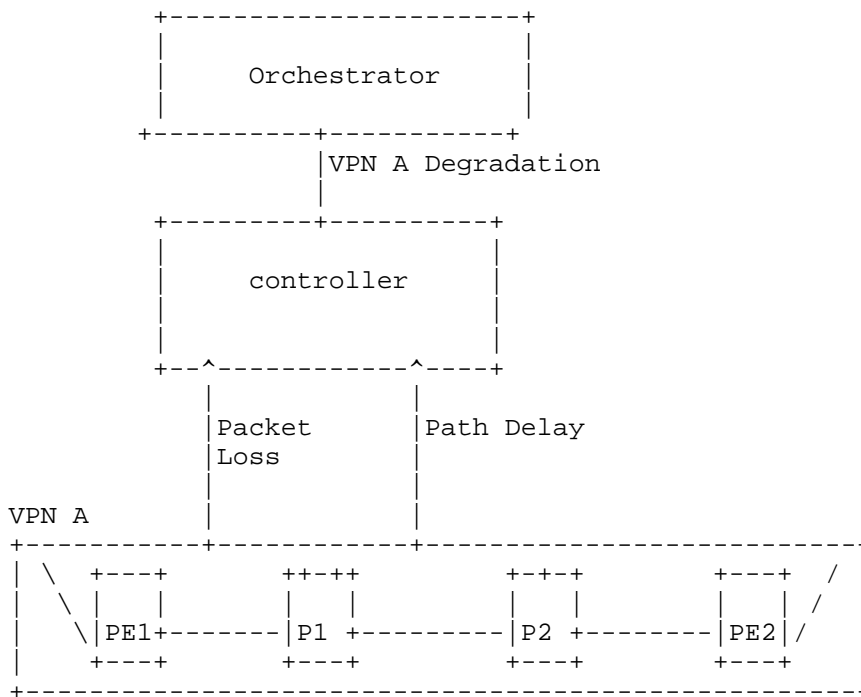 Orchestrator
VPN A Degradation
controller
Packet Path Delay
Loss
VPN A
PE1 P1 P2 PE2